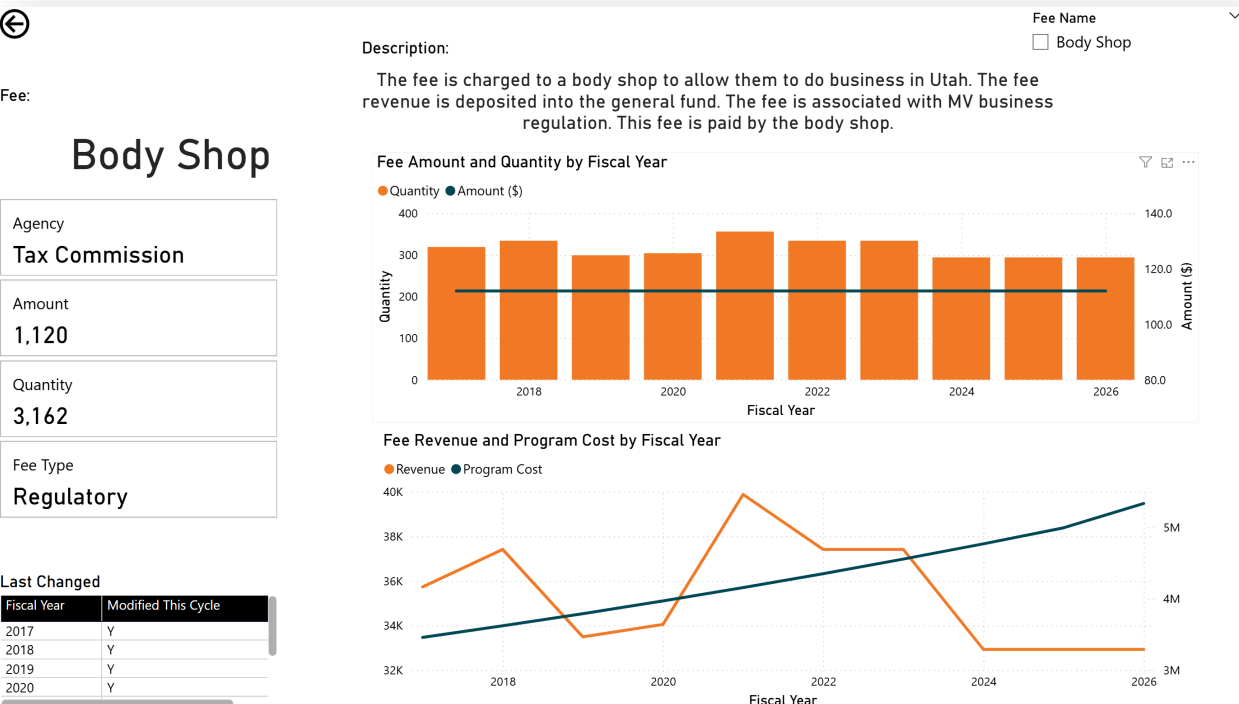 Fee Name
Body Shop
Description:
The fee is charged to a body shop to allow them to do business in Utah. The fee
revenue is deposited into the general fund. The fee is associated with MV business
regulation. This fee is paid by the body shop.
Fee:
Body Shop
Agency
Tax Commission
Amount
1,120
Quantity
3,162
Fee Type
Regulatory
Last Changed
Fiscal Year Modified This Cycle
2017 Y
2018 Y
2019 Y
2020 Y
Fee Amount and Quantity by Fiscal Year
Quantity Amount ($)
400 140.0
300 120.0
200
100 100.0
0 80.0
Quantity
Amount ($)
2018 2020 2022 2024 2026
Fiscal Year
Fee Revenue and Program Cost by Fiscal Year
Revenue Program Cost
40K
38K 5M
36K
34K 4M
32K 3M
2018 2020 2022 2024 2026
Fiscal Year